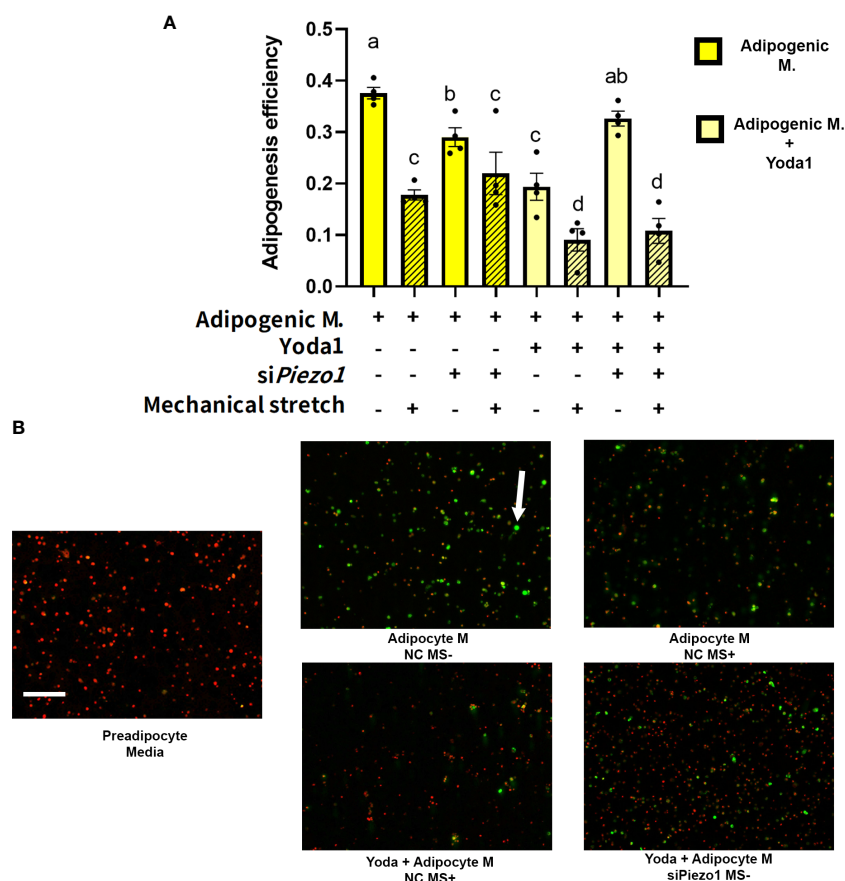 A
Adipogenesis efficiency
0.5
0.4
0.3
0.2
0.1
0.0
a
c
b
c
c
d
ab
d
Adipogenic
M.
Adipogenic M.
+
Yoda1
Adipogenic M. + + + + + + + +
Yoda1 - - - - + + + +
siPiezo1 - - + + - - + +
Mechanical stretch - + - + - + - +
B
Preadipocyte
Media
Adipocyte M
NC MS-
Adipocyte M
NC MS+
Yoda + Adipocyte M
NC MS+
Yoda + Adipocyte M
siPiezo1 MS-